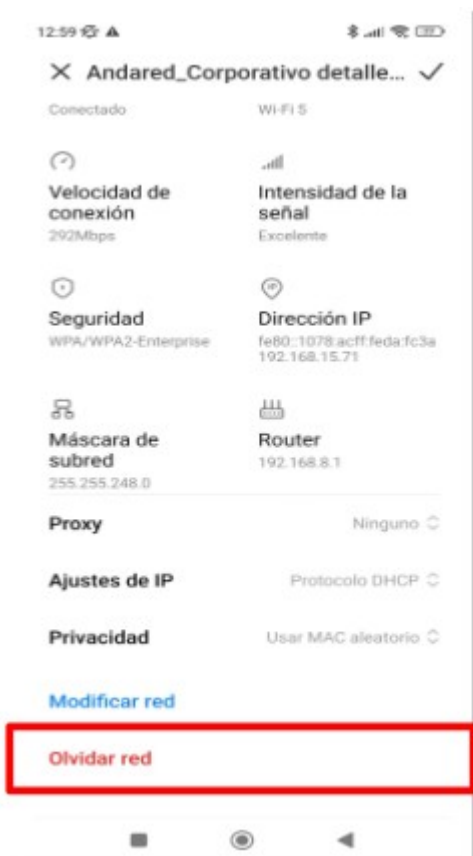 12:59
Andared_Corporativo detalle...
Conectado
Wi-Fi 5
Velocidad de
conexión
292Mbps
Intensidad de la
señal
Excelente
Seguridad
WPA/WPA2-Enterprise
Dirección IP
fe80::1078:acff:feda:fc3a
192.168.15.71
Máscara de
subred
255.255.248.0
Router
192.168.8.1
Proxy
Ninguno
Ajustes de IP
Protocolo DHCP
Privacidad
Usar MAC aleatorio
Modificar red
Olvidar red